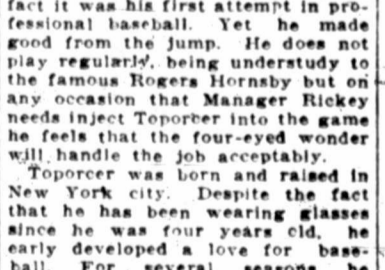 fact it was his first attempt in pro-
fessional baseball. Yet he made
good from the jump. He does not
play regularly, being understudy to
the famous Rogers Hornsby but on
any occasion that Manager Rickey
needs inject Toporcer into the game
he feels that the four-eyed wonder
will handle the job acceptably.
Toporcer was born and raised in
New York city. Despite the fact
that he has been wearing glasses
since he was four years old, he
early developed a love for base-
ball. For several seasons he